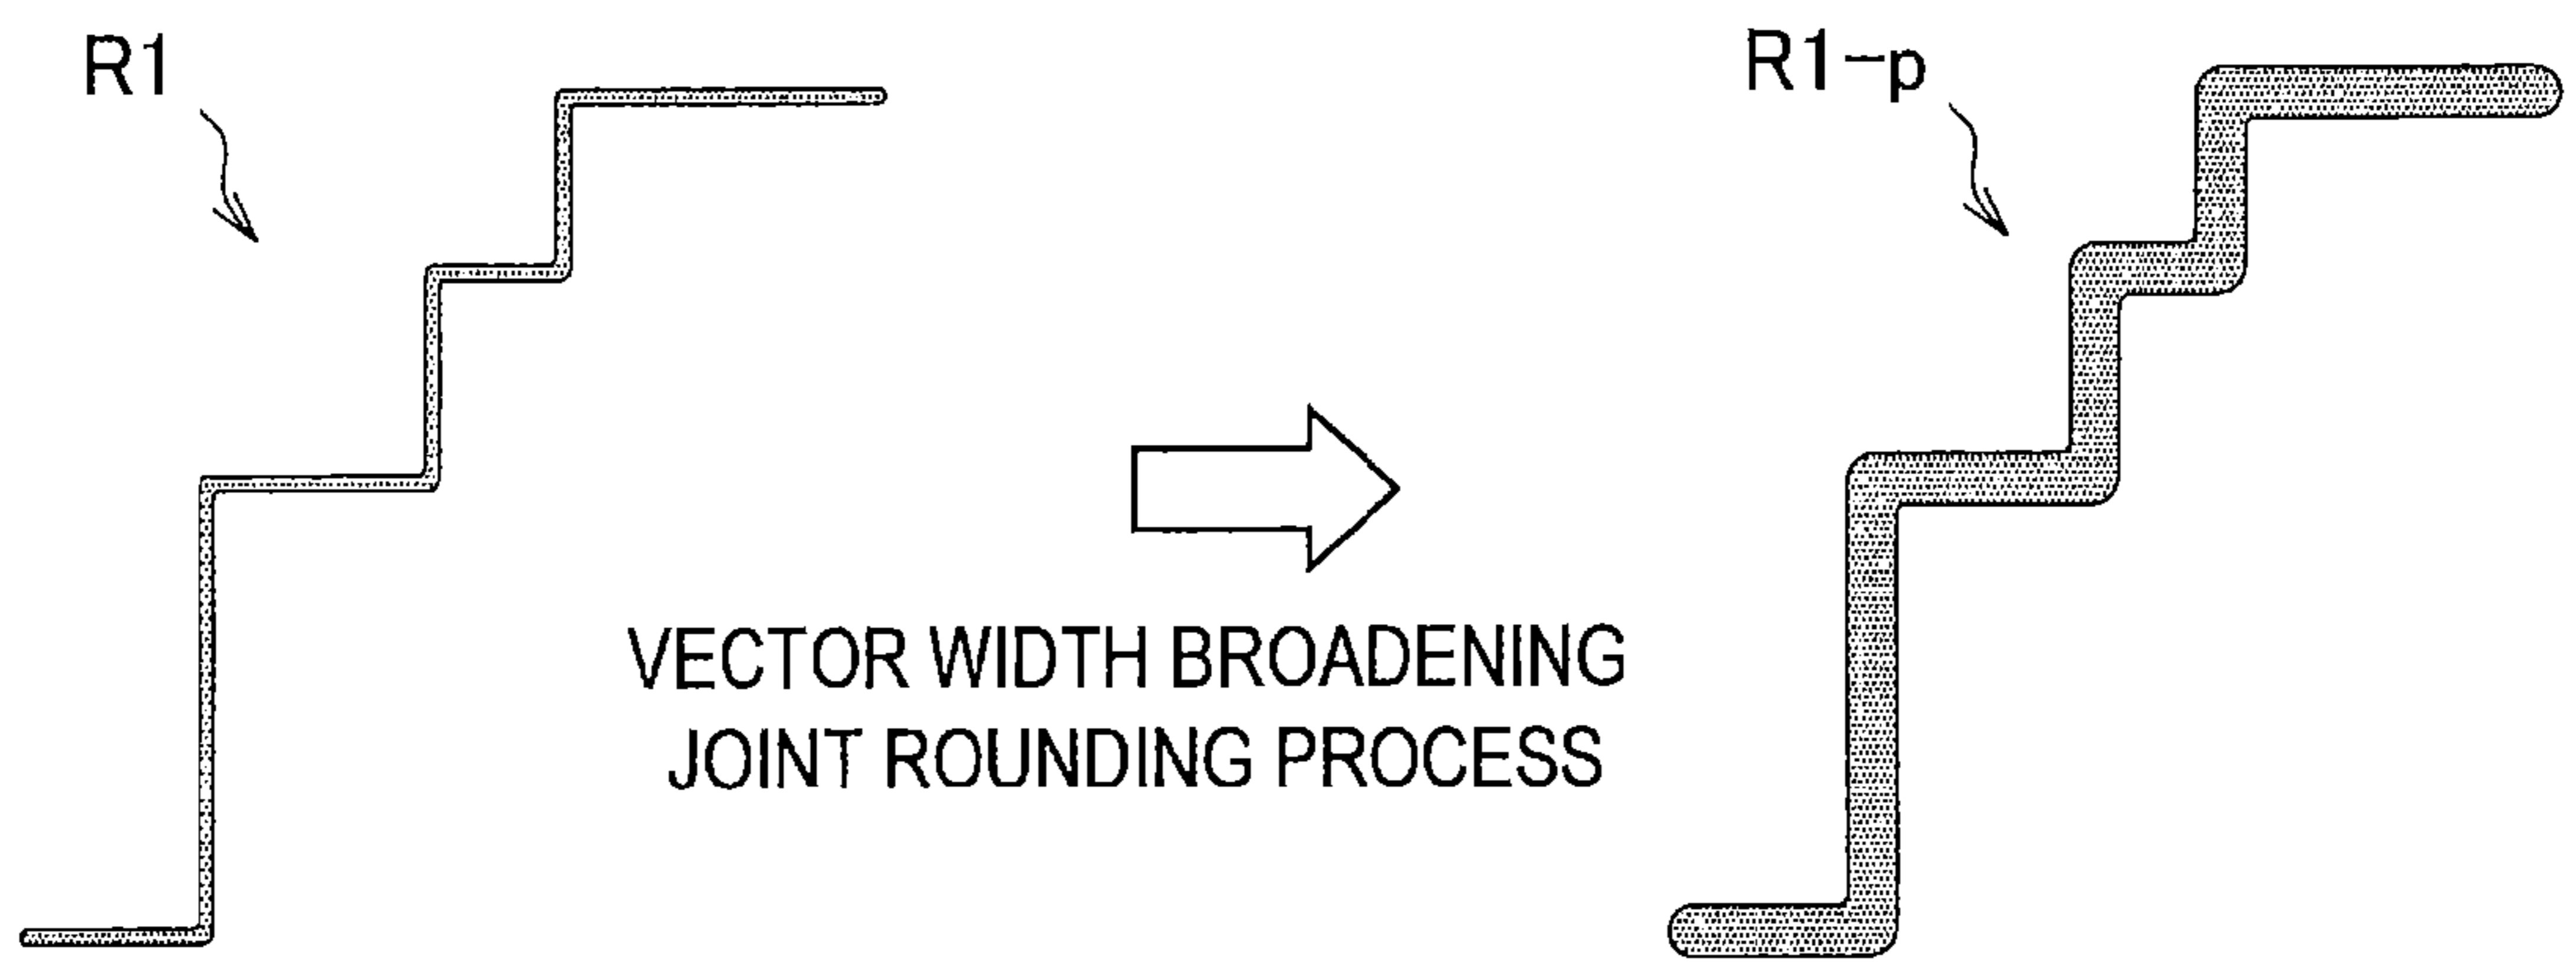 R1
R1-p
VECTOR WIDTH BROADENING
JOINT ROUNDING PROCESS